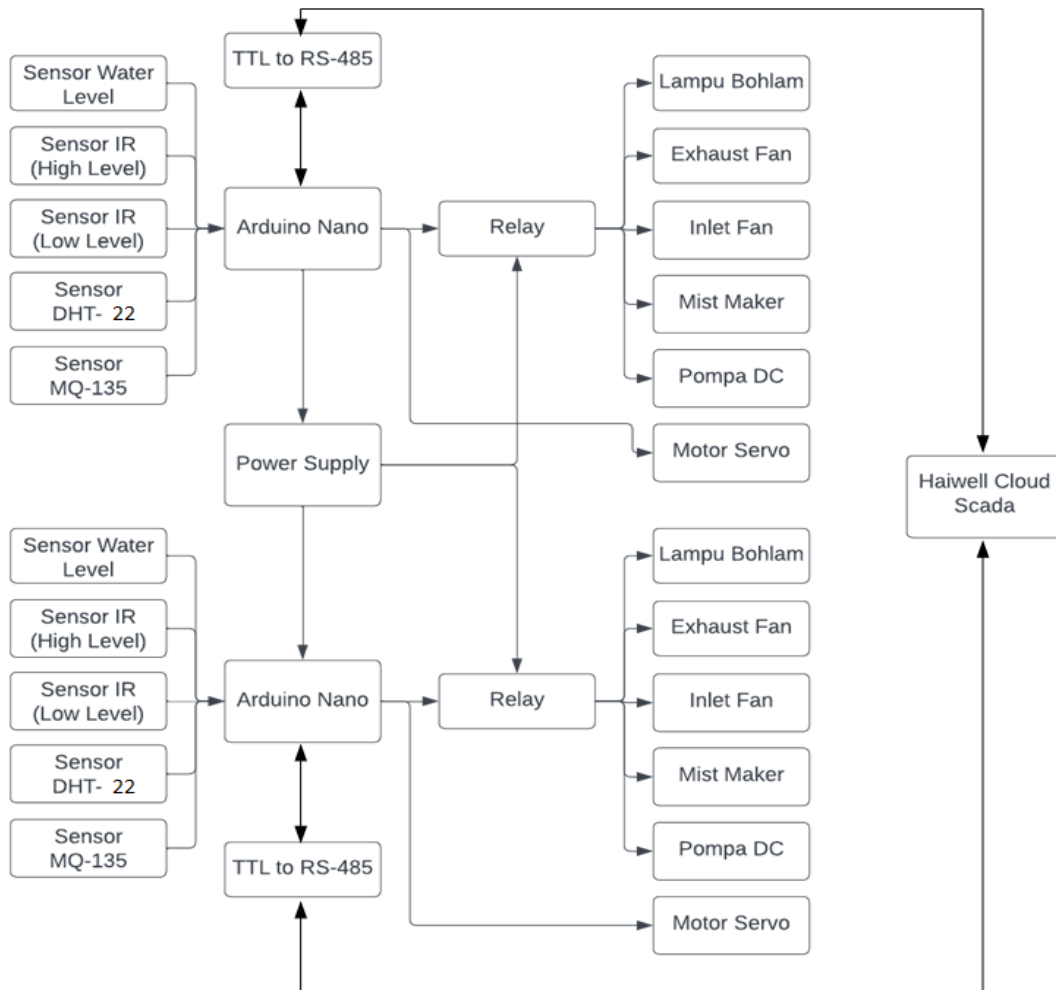 TTL to RS-485
Sensor Water
Level
Sensor IR
(High Level)
Sensor IR
(Low Level)
Sensor
DHT- 22
Sensor
MQ-135
Arduino Nano
Relay
Lampu Bohlam
Exhaust Fan
Inlet Fan
Mist Maker
Pompa DC
Motor Servo
Power Supply
Haiwell Cloud
Scada
Sensor Water
Level
Sensor IR
(High Level)
Sensor IR
(Low Level)
Sensor
DHT- 22
Sensor
MQ-135
Arduino Nano
Relay
Lampu Bohlam
Exhaust Fan
Inlet Fan
Mist Maker
Pompa DC
Motor Servo
TTL to RS-485